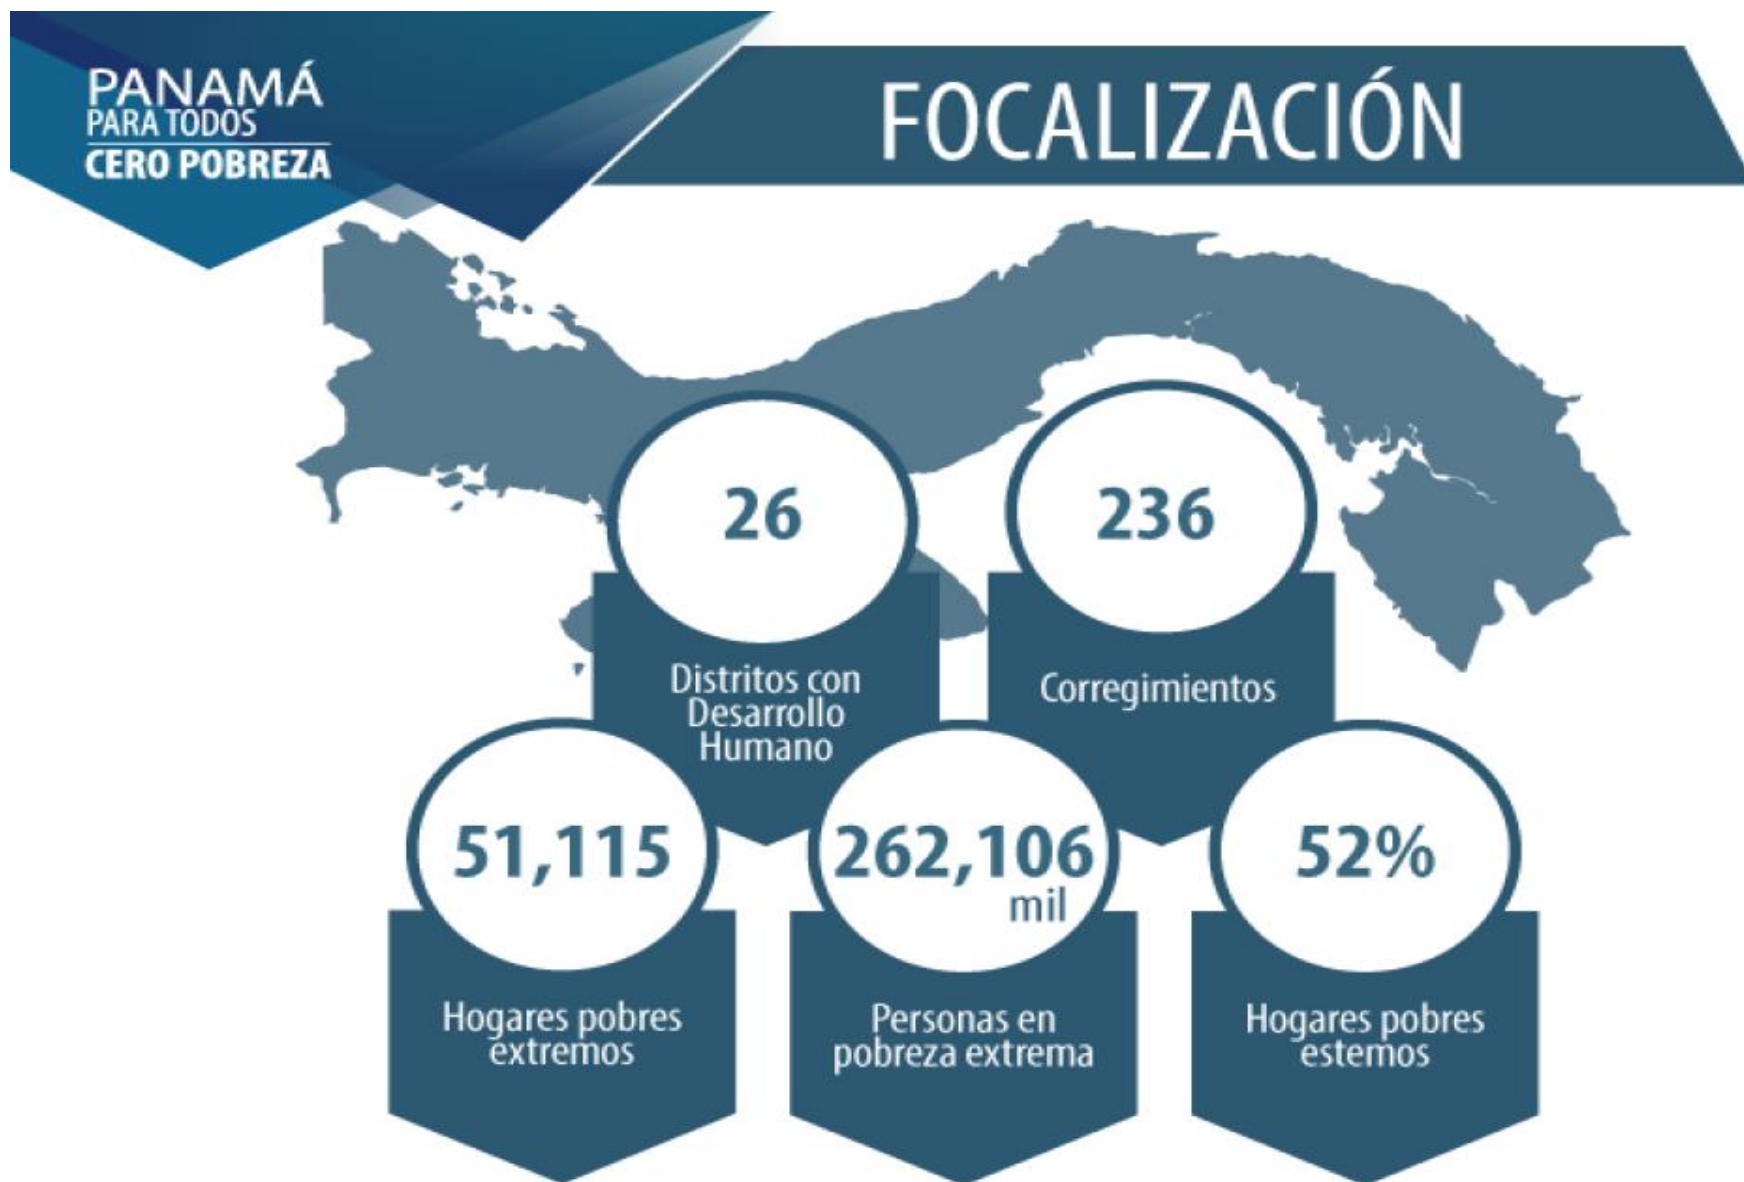 PANAMÁ
PARA TODOS
CERO POBREZA
FOCALIZACIÓN
26
Distritos con
Desarrollo
Humano
236
Corregimientos
51,115
Hogares pobres
extremos
262,106
mil
Personas en
pobreza extrema
52%
Hogares pobres
estemos